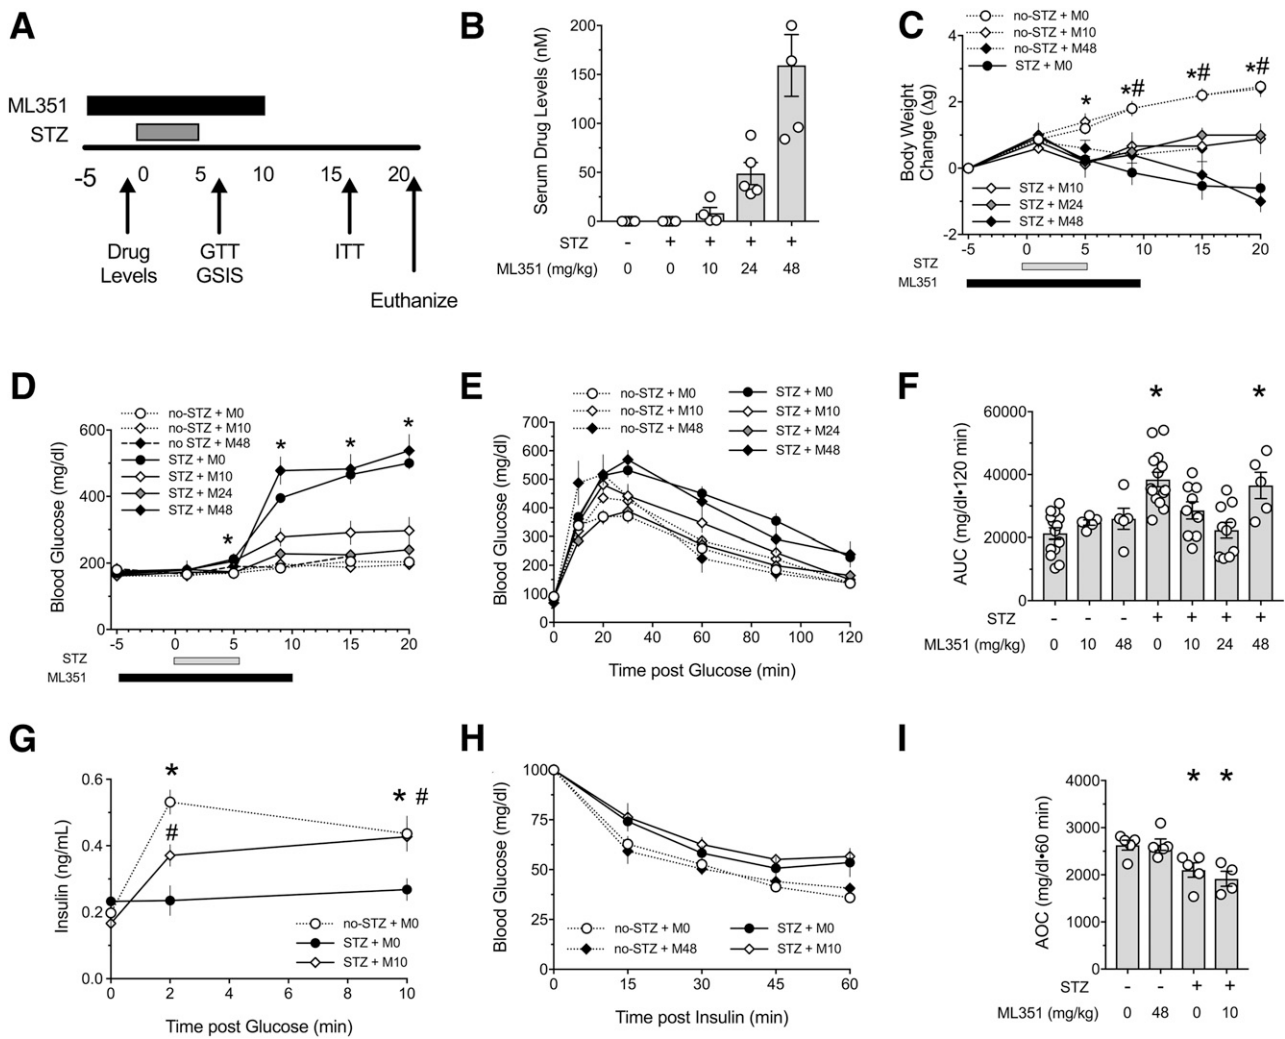 A
ML351
STZ
-5 0 5 10 15 20
Drug
Levels
GTT
GSIS
ITT
Euthanize
B
Serum Drug Levels (nM)
200
150
100
50
0
STZ - + + + +
ML351 (mg/kg) 0 0 10 24 48
C
no-STZ + M0
no-STZ + M10
no-STZ + M48
STZ + M0
Body Weight
Change (Δg)
4
2
0
-2
* *# *# *#
STZ + M10
STZ + M24
STZ + M48
-5 0 5 10 15 20
STZ
ML351
D
no-STZ + M0
no-STZ + M10
no STZ + M48
STZ + M0
STZ + M10
STZ + M24
STZ + M48
Blood Glucose (mg/dl)
600
400
200
0
* * * *
-5 0 5 10 15 20
STZ
ML351
E
no-STZ + M0
no-STZ + M10
no-STZ + M48
STZ + M0
STZ + M10
STZ + M24
STZ + M48
Blood Glucose (mg/dl)
700
600
500
400
300
200
100
0
0 20 40 60 80 100 120
Time post Glucose (min)
F
* *
AUC (mg/dl•120 min)
60000
40000
20000
0
STZ - - - + + + +
ML351 (mg/kg) 0 10 48 0 10 24 48
G
Insulin (ng/mL)
0.6
0.4
0.2
0.0
*
#
* #
no-STZ + M0
STZ + M0
STZ + M10
0 2 4 6 8 10
Time post Glucose (min)
H
Blood Glucose (mg/dl)
100
75
50
25
0
no-STZ + M0
no-STZ + M48
STZ + M0
STZ + M10
0 15 30 45 60
Time post Insulin (min)
I
* *
AOC (mg/dl•60 min)
4000
3000
2000
1000
0
STZ - - + +
ML351 (mg/kg) 0 48 0 10